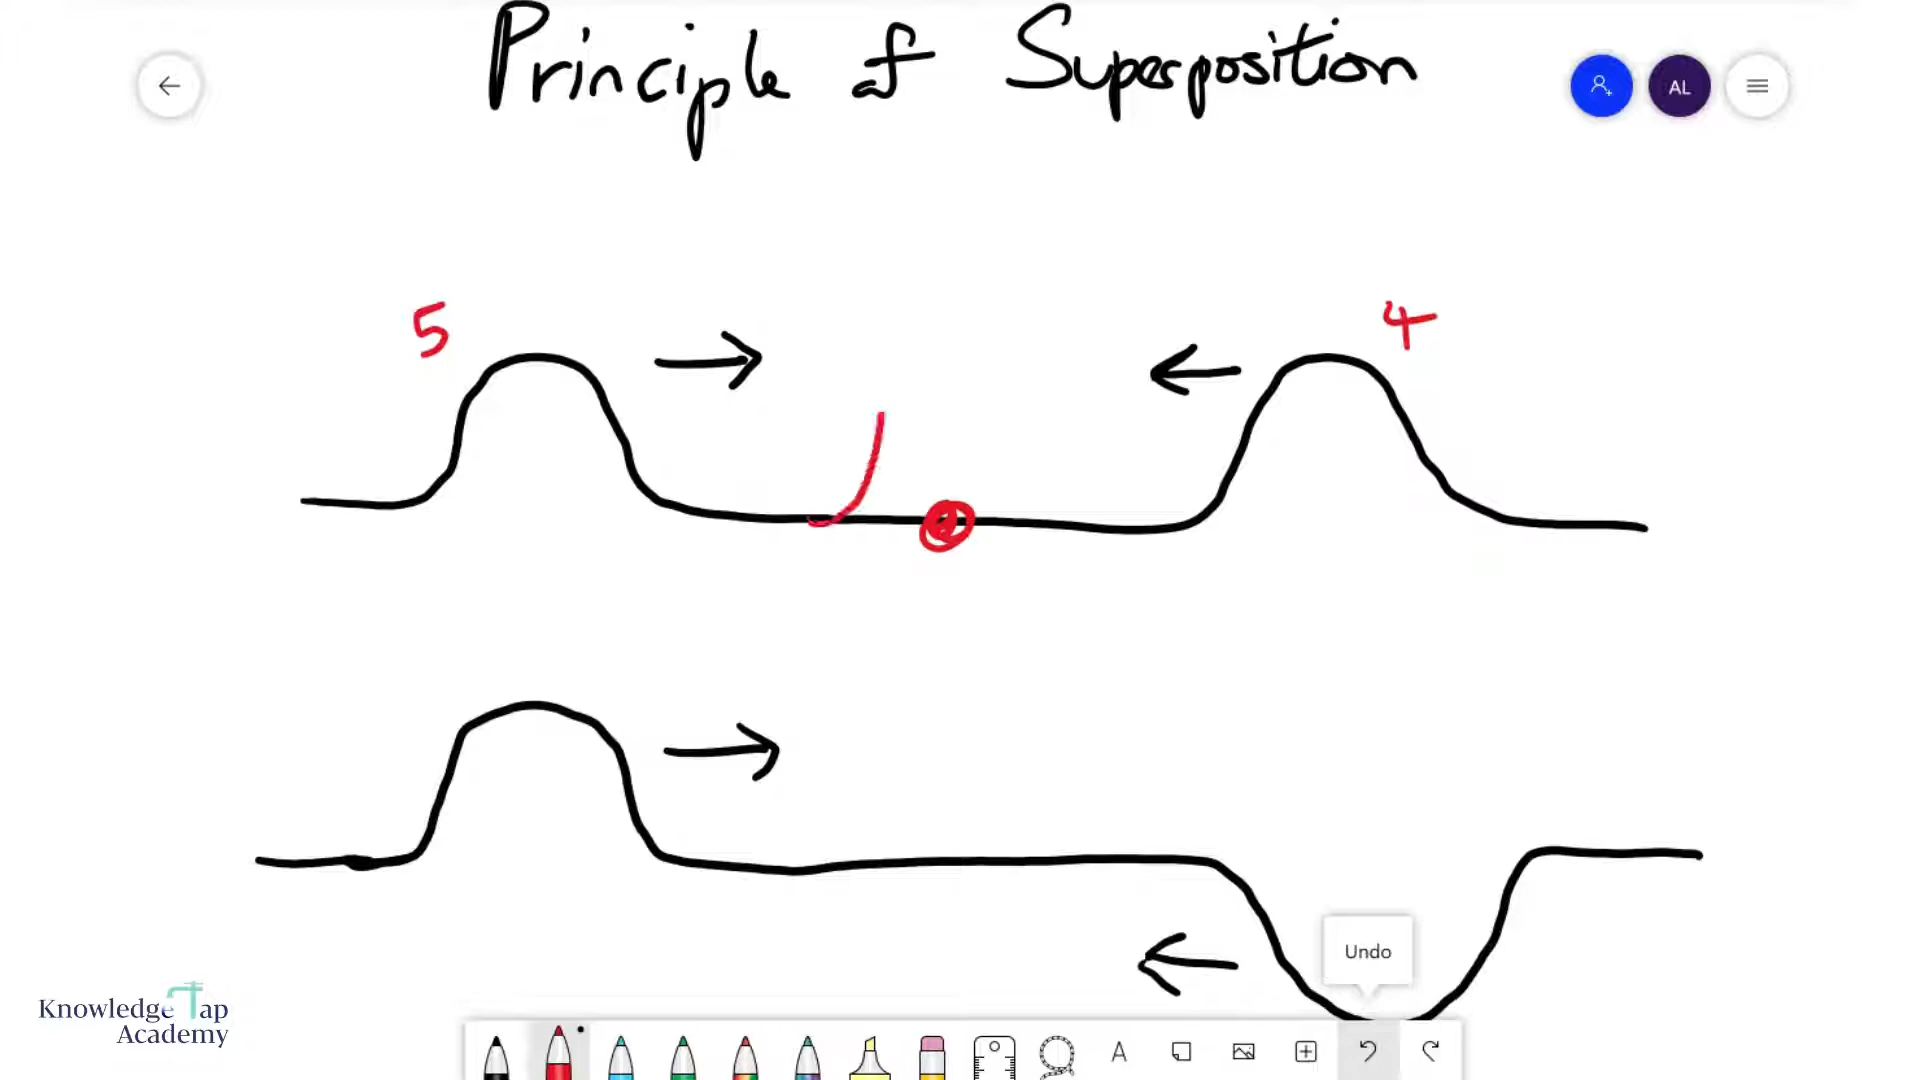 Principle of Superposition
AL
5
4
Undo
Knowledge Tap
Academy
A